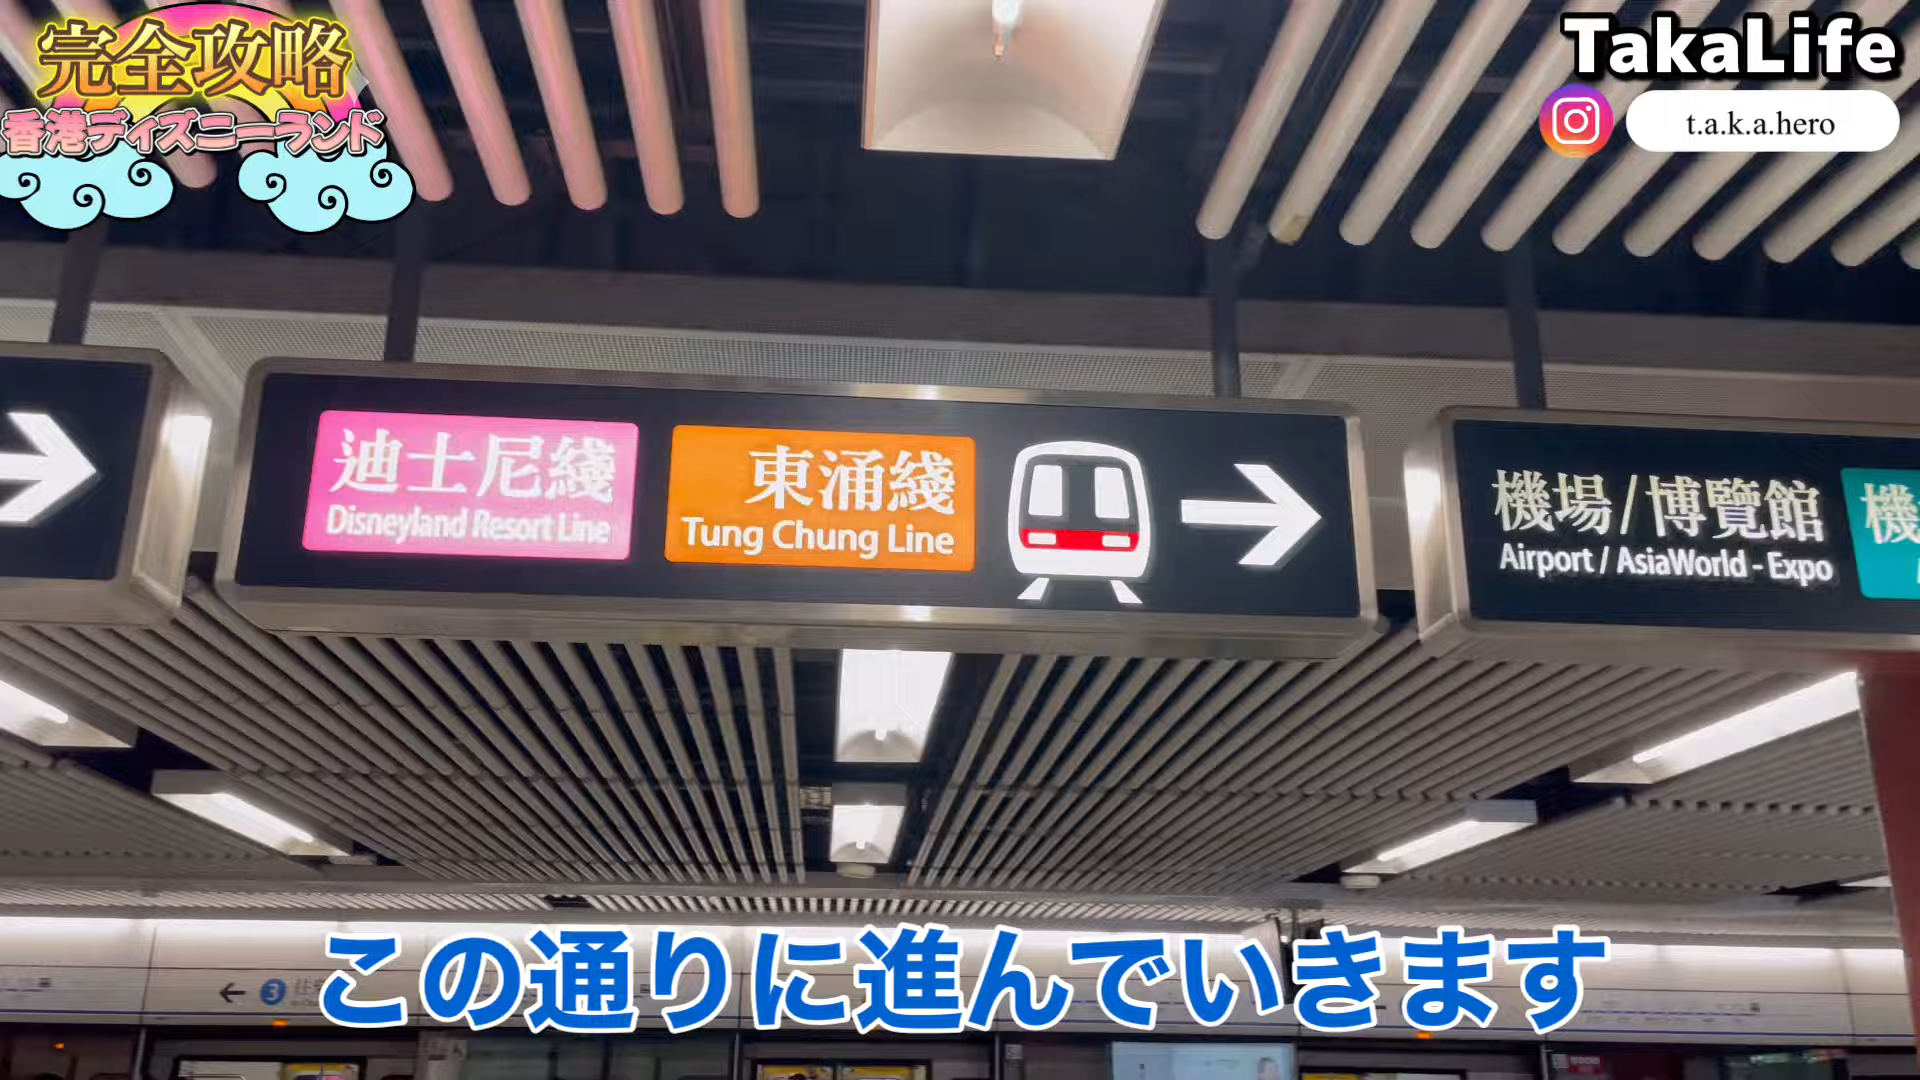 完全攻略
香港ディズニーランド
TakaLife
t.a.k.a.hero
迪士尼綫
Disneyland Resort Line
東涌綫
Tung Chung Line
機場/博覽館
Airport / AsiaWorld - Expo
機
3
この通りに進んでいきます